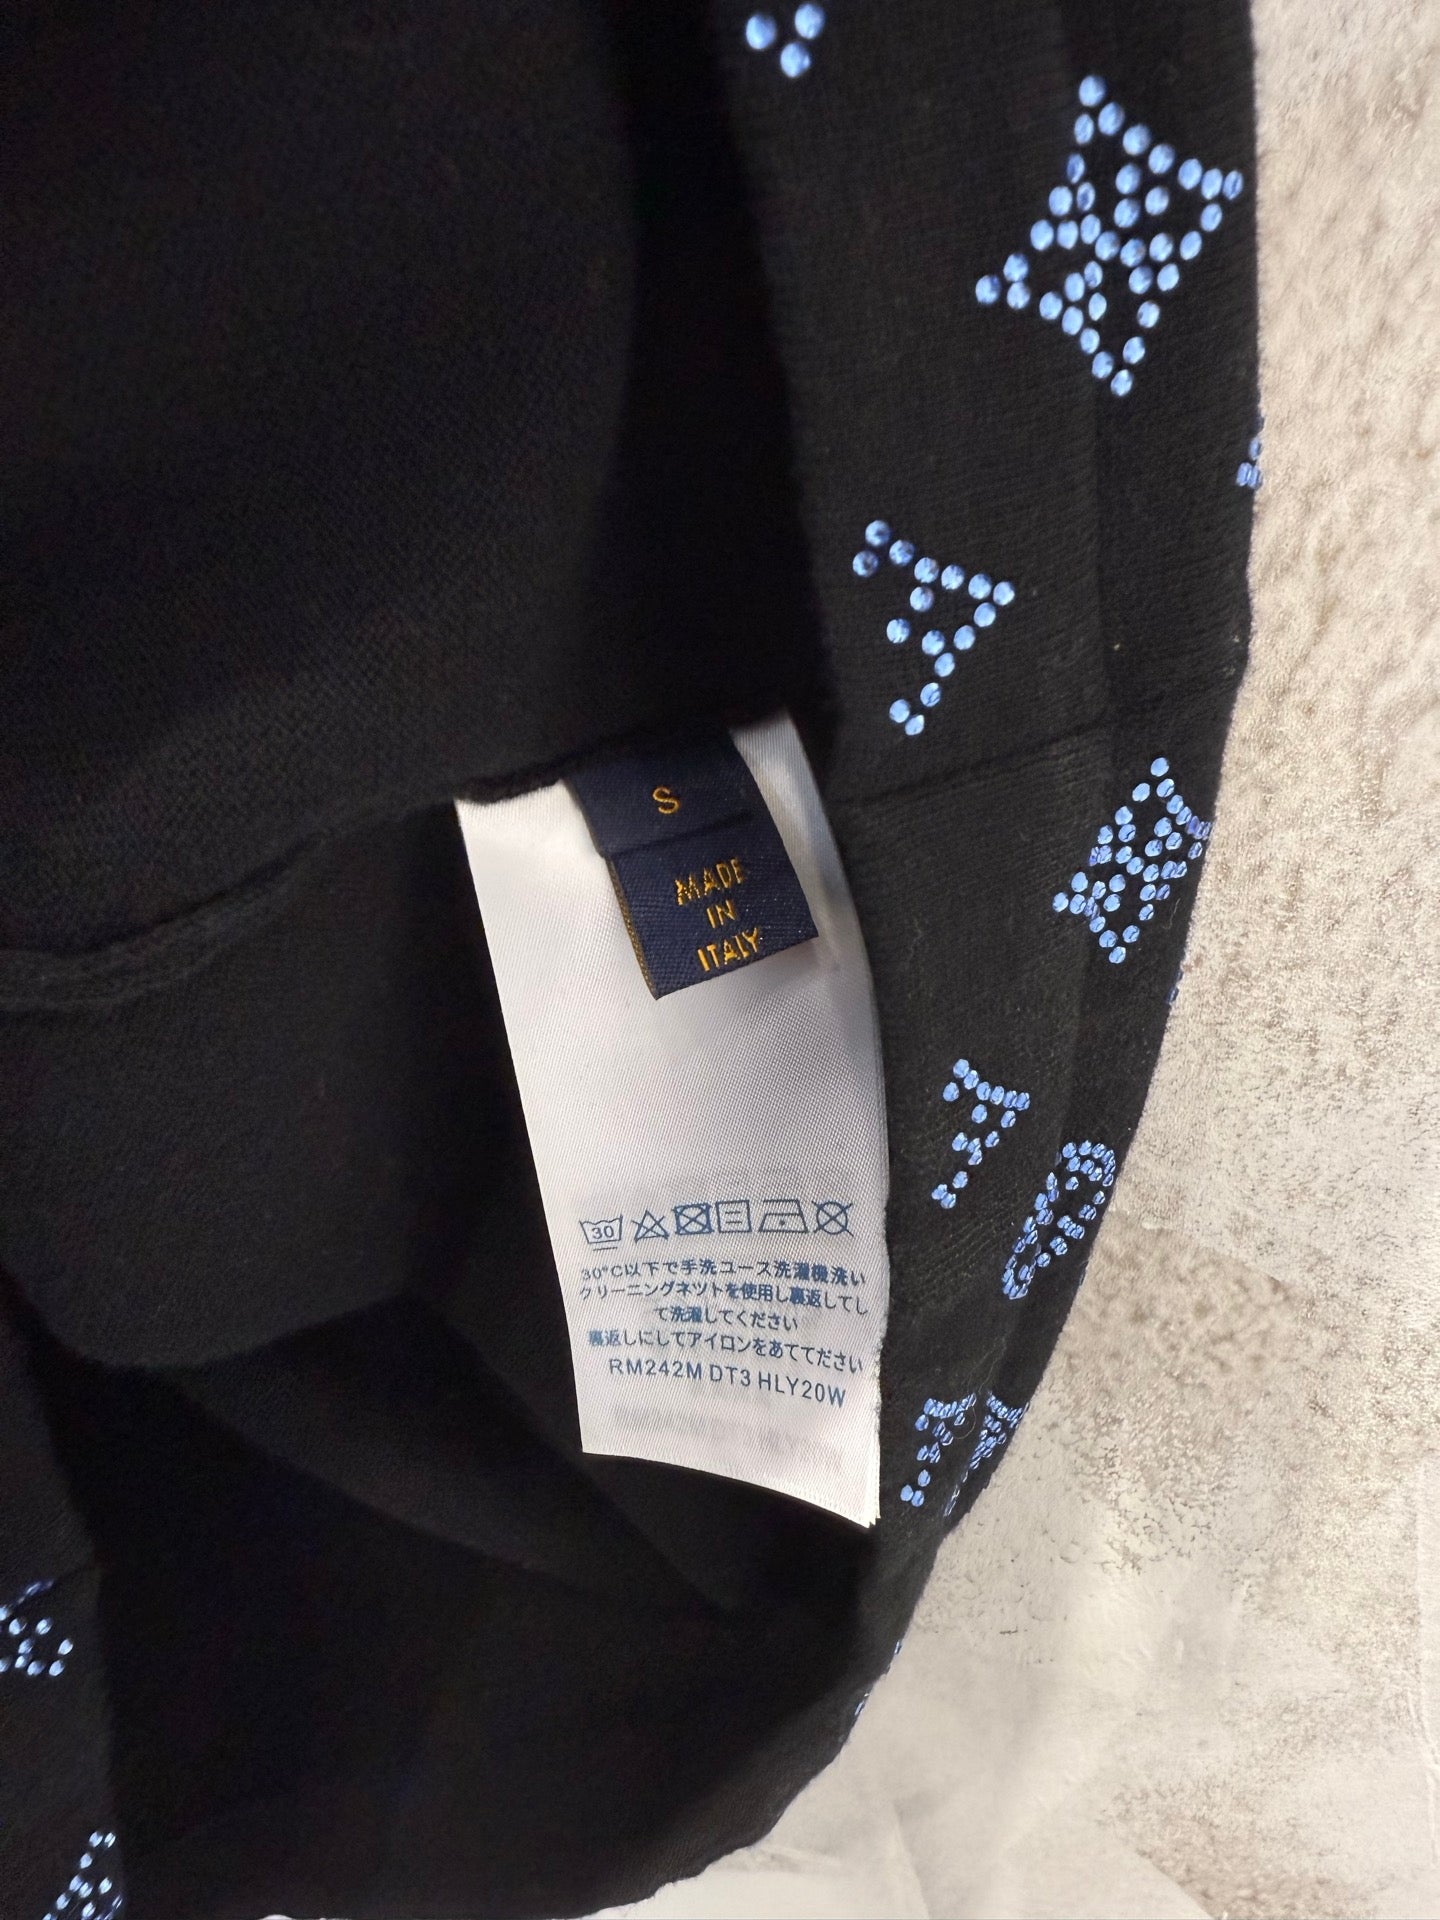 S
MADE
IN
ITALY
30
30°C以下で手洗ユース洗濯機洗い
クリーニングネットを使用し裏返してし
て洗濯してください
裏返しにしてアイロンをあててださい
RM242M DT3 HLY20W